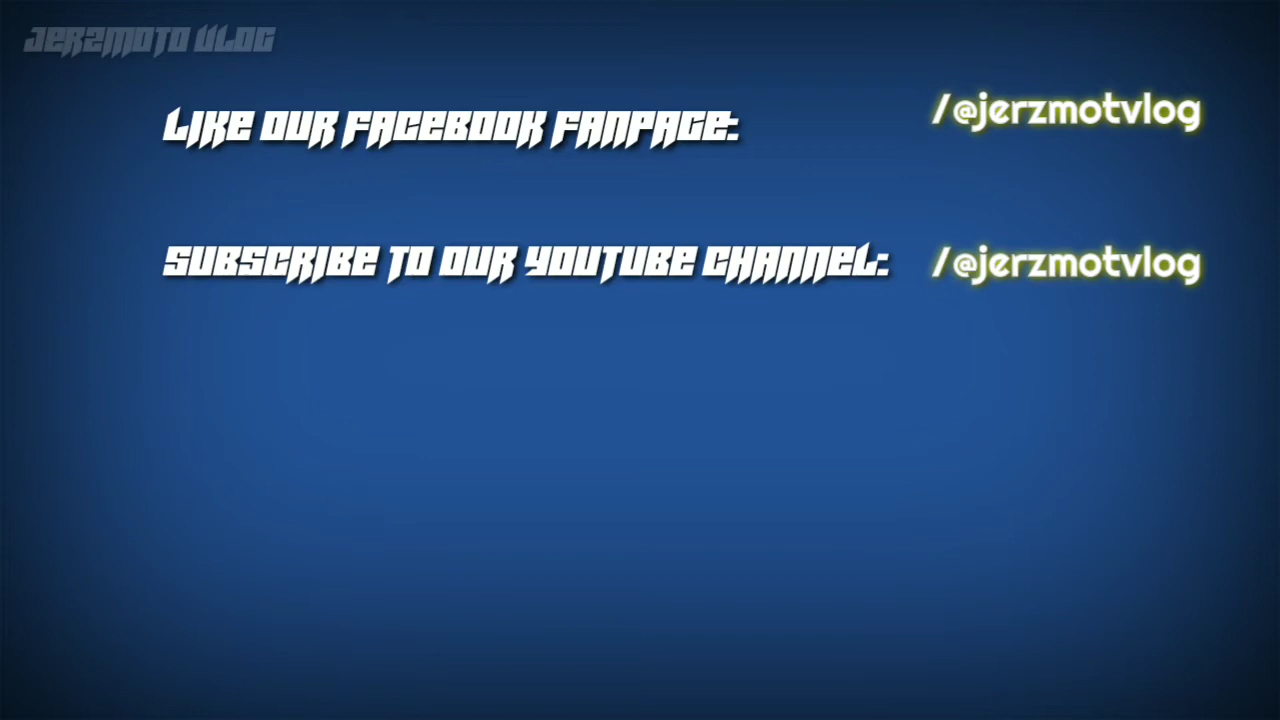 JERZMOTO VLOG
LIKE OUR FACEBOOK FANPAGE:
/@jerzmotvlog
SUBSCRIBE TO OUR YOUTUBE CHANNEL:
/@jerzmotvlog